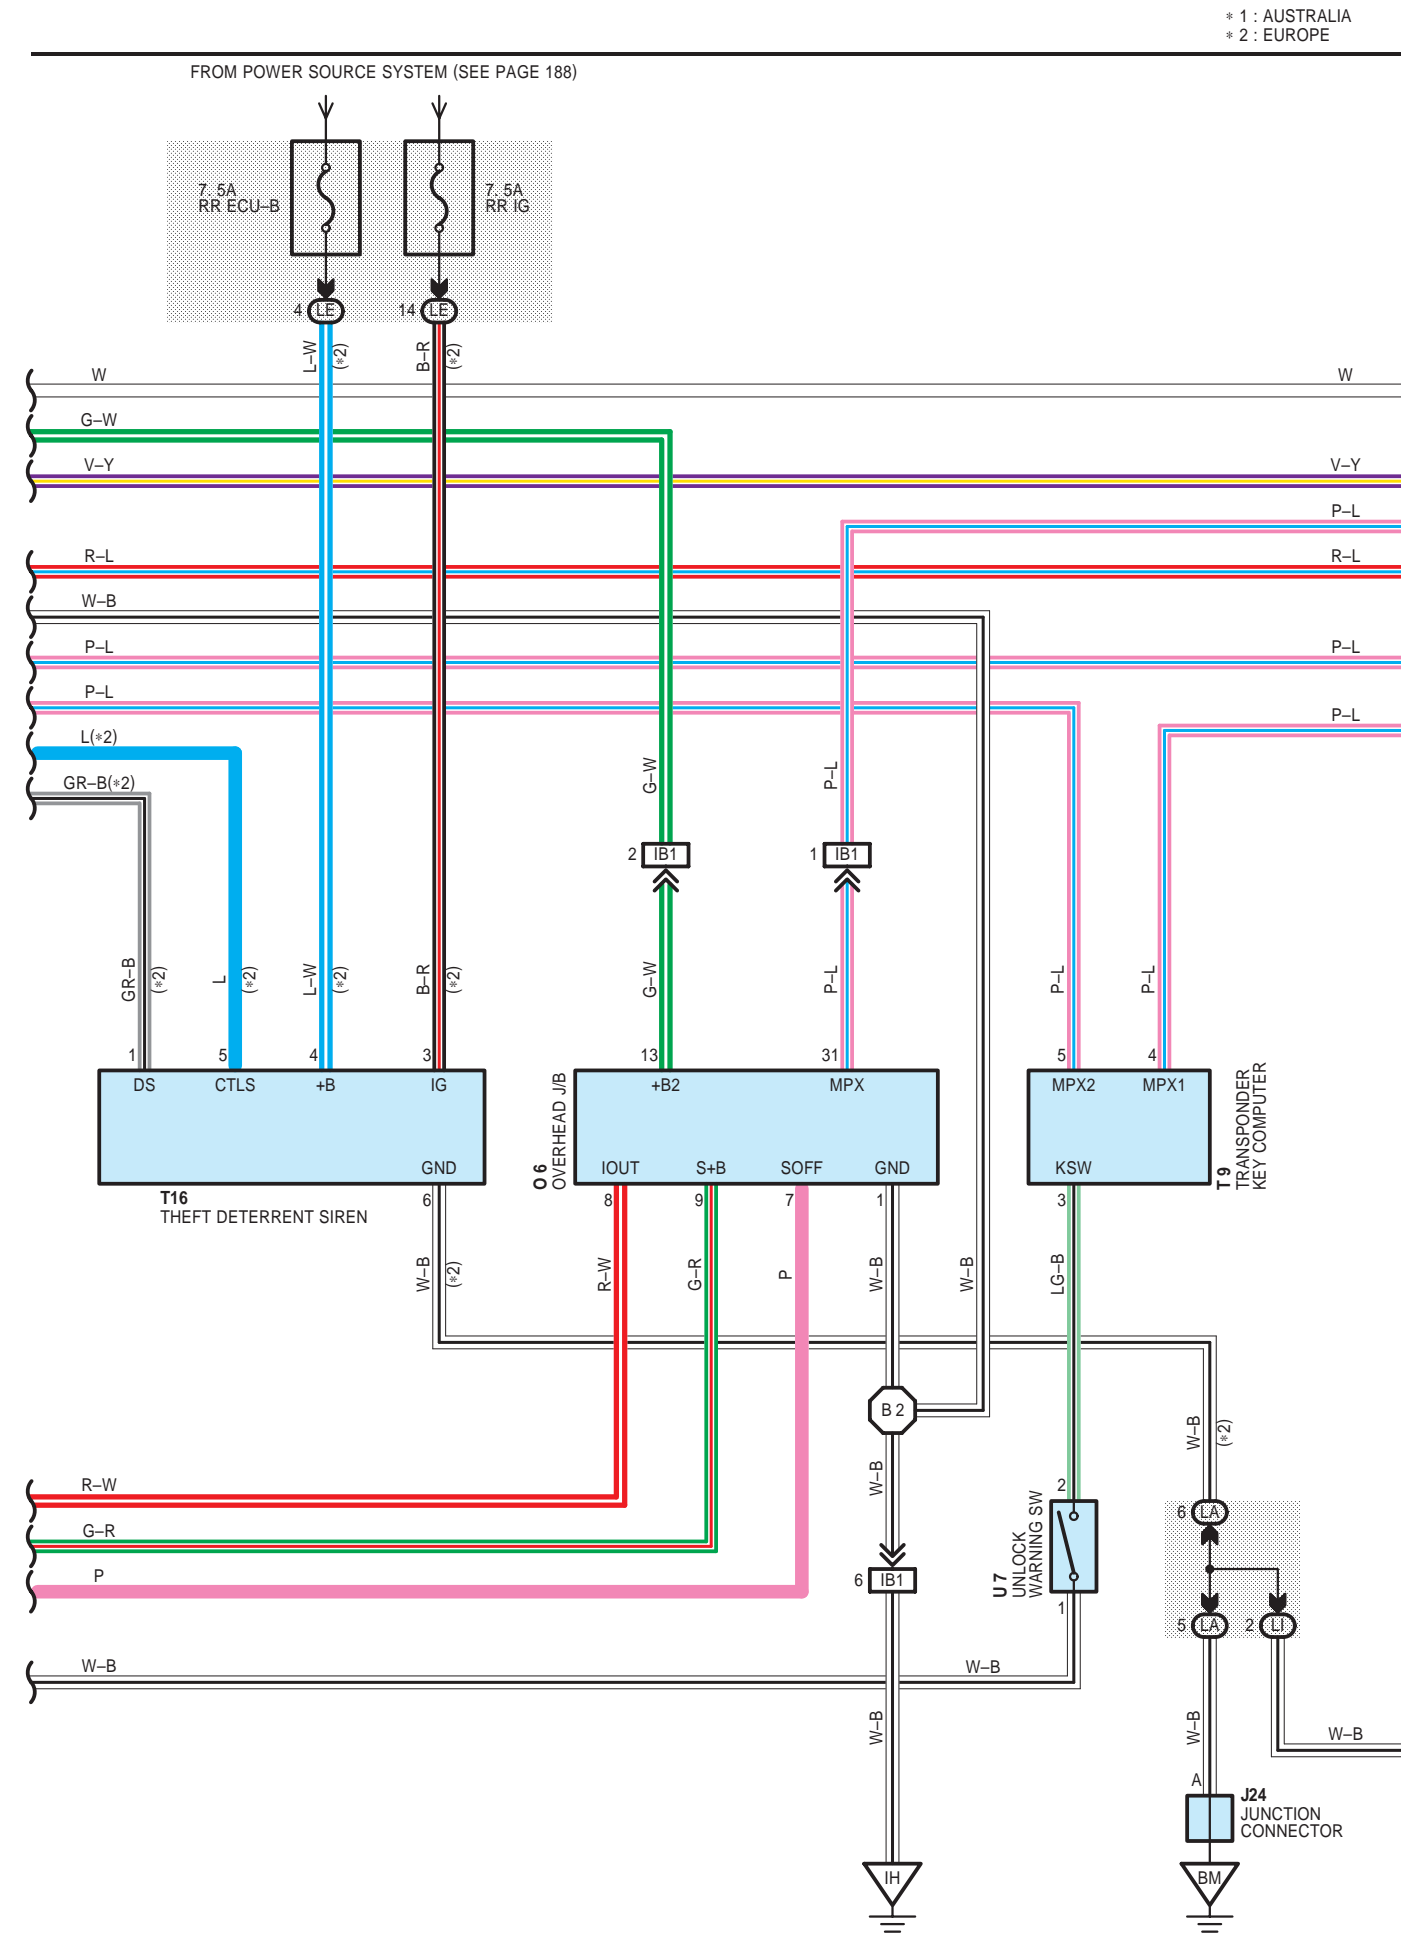 ∗ 1 : AUSTRALIA
∗ 2 : EUROPE
FROM POWER SOURCE SYSTEM (SEE PAGE 188)
7. 5A
RR ECU–B
7. 5A
RR IG
4 LE
14 LE
L–W
(∗2)
B–R
(∗2)
W
W
G–W
V–Y
V–Y
P–L
R–L
R–L
W–B
P–L
P–L
P–L
P–L
L(∗2)
GR–B(∗2)
G–W
P–L
2 IB1
1 IB1
GR–B
(∗2)
L
(∗2)
L–W
(∗2)
B–R
(∗2)
G–W
P–L
P–L
P–L
1
5
4
3
13
31
5
4
DS
CTLS
+B
IG
GND
T16
THEFT DETERRENT SIREN
O 6
OVERHEAD J/B
+B2
MPX
IOUT
S+B
SOFF
GND
MPX2
MPX1
KSW
T 9
TRANSPONDER
KEY COMPUTER
6
8
9
7
1
3
W–B
(∗2)
R–W
G–R
P
W–B
W–B
LG–B
B 2
W–B
(∗2)
W–B
R–W
G–R
P
6 IB1
2
U 7
UNLOCK
WARNING SW
1
6 LA
5 LA
2 LI
W–B
W–B
W–B
W–B
W–B
A
J24
JUNCTION
CONNECTOR
IH
BM